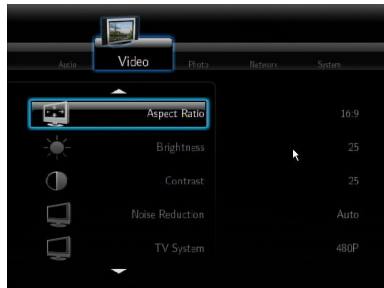 Audio Video Photo Network System
Aspect Ratio 16:9
Brightness 25
Contrast 25
Noise Reduction Auto
TV System 480P